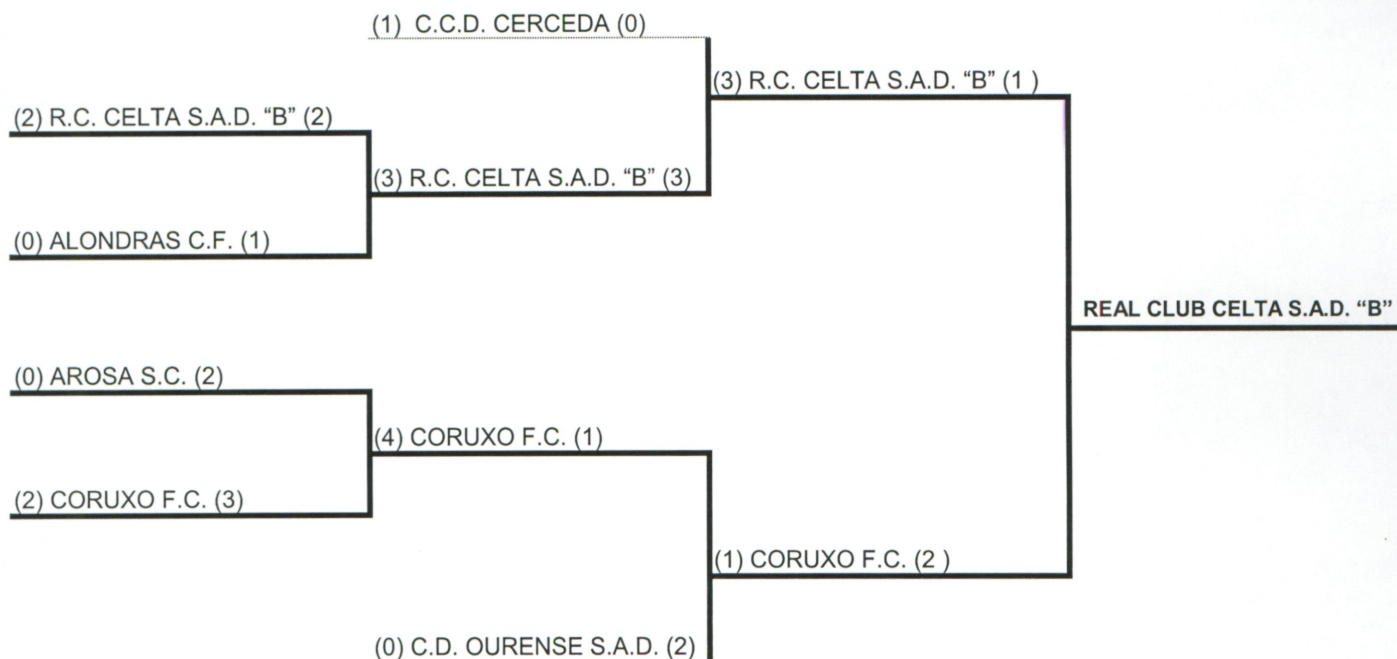 (1) C.C.D. CERCEDA (0)
(3) R.C. CELTA S.A.D. “B” (1 )
(2) R.C. CELTA S.A.D. “B” (2)
(3) R.C. CELTA S.A.D. “B” (3)
(0) ALONDRAS C.F. (1)
REAL CLUB CELTA S.A.D. “B”
(0) AROSA S.C. (2)
(4) CORUXO F.C. (1)
(2) CORUXO F.C. (3)
(1) CORUXO F.C. (2 )
(0) C.D. OURENSE S.A.D. (2)